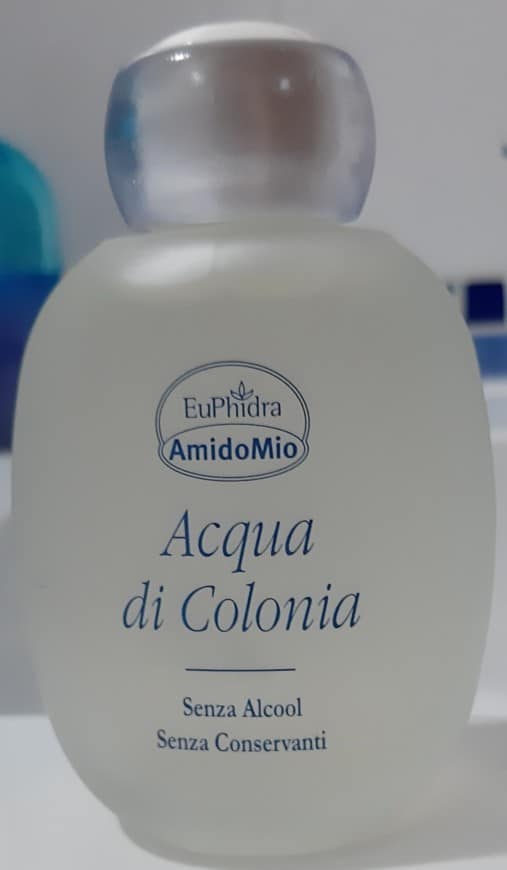 EuPhidra
AmidoMio
Acqua
di Colonia
Senza Alcool
Senza Conservanti